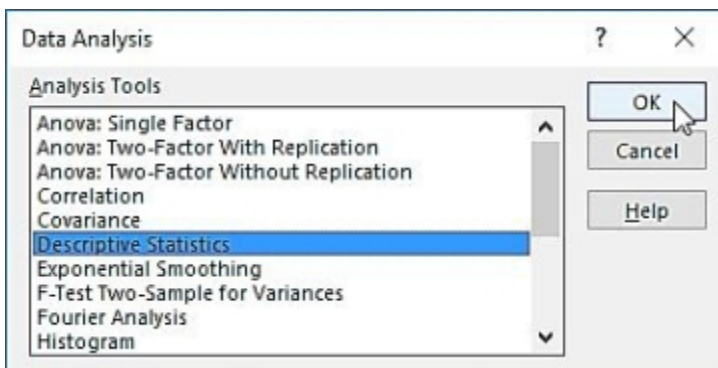 Data Analysis ? ×
Analysis Tools
Anova: Single Factor
Anova: Two-Factor With Replication
Anova: Two-Factor Without Replication
Correlation
Covariance
Descriptive Statistics
Exponential Smoothing
F-Test Two-Sample for Variances
Fourier Analysis
Histogram
OK
Cancel
Help